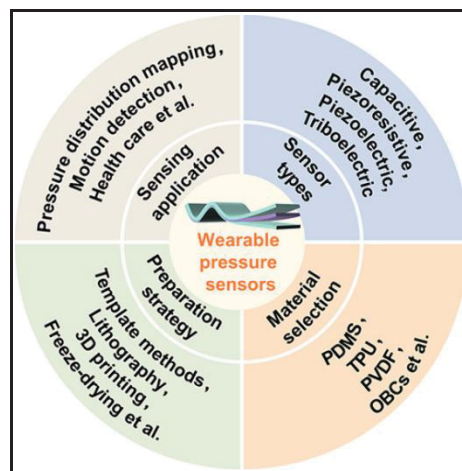 Pressure distribution mapping,
Motion detection,
Health care et al.
Sensing
application
Capacitive,
Piezoresistive,
Piezoelectric,
Triboelectric
Sensor
types
Wearable
pressure
sensors
Preparation
strategy
Template methods,
Lithography,
3D printing,
Freeze-drying et al.
Material
selection
PDMS,
TPU,
PVDF,
OBCs et al.